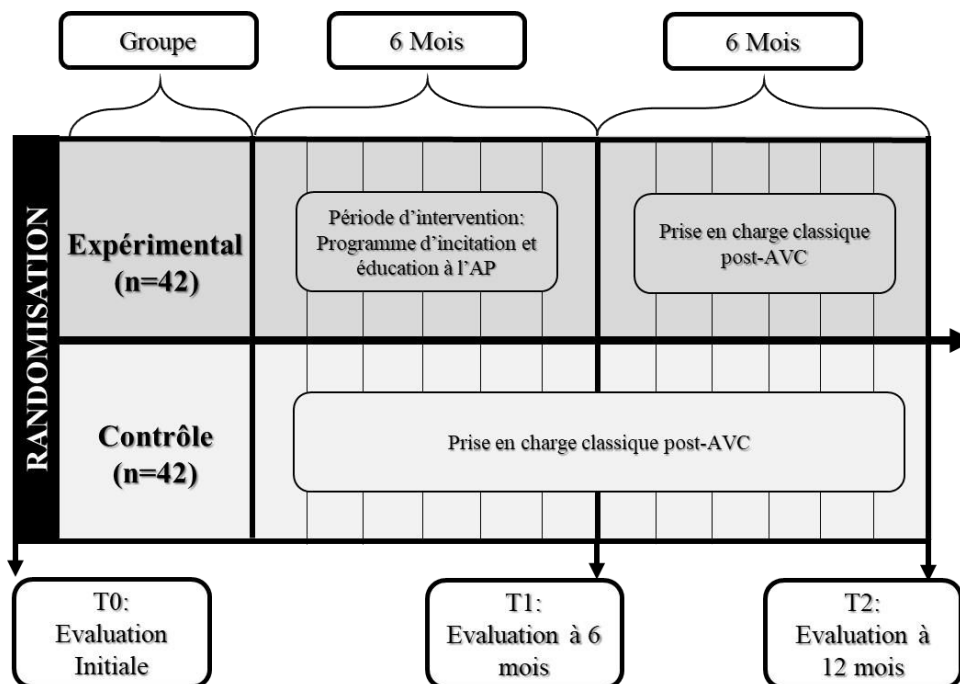 Groupe
6 Mois
6 Mois
RANDOMISATION
Expérimental
(n=42)
Période d’intervention:
Programme d’incitation et
éducation à l’AP
Prise en charge classique
post-AVC
Contrôle
(n=42)
Prise en charge classique post-AVC
T0:
Evaluation
Initiale
T1:
Evaluation à 6
mois
T2:
Evaluation à
12 mois